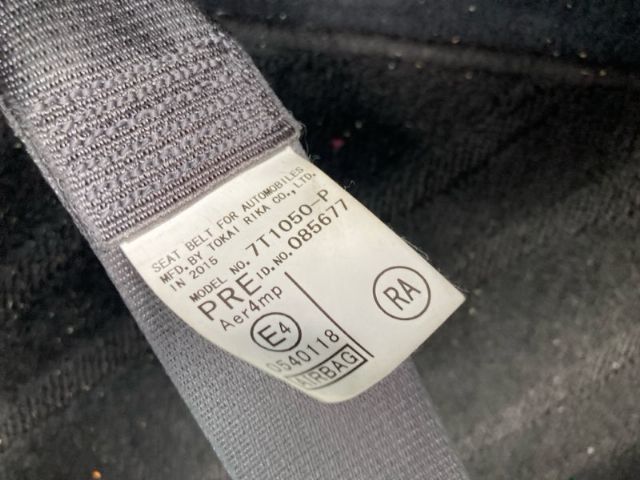 SEAT BELT FOR AUTOMOBILES
MFD. BY TOKAI RIKA CO., LTD.
IN 2015
MODEL NO. 7T1050-P
PRE ID. NO. 085677
Aer4mp
E4
0540118
AIRBAG
RA